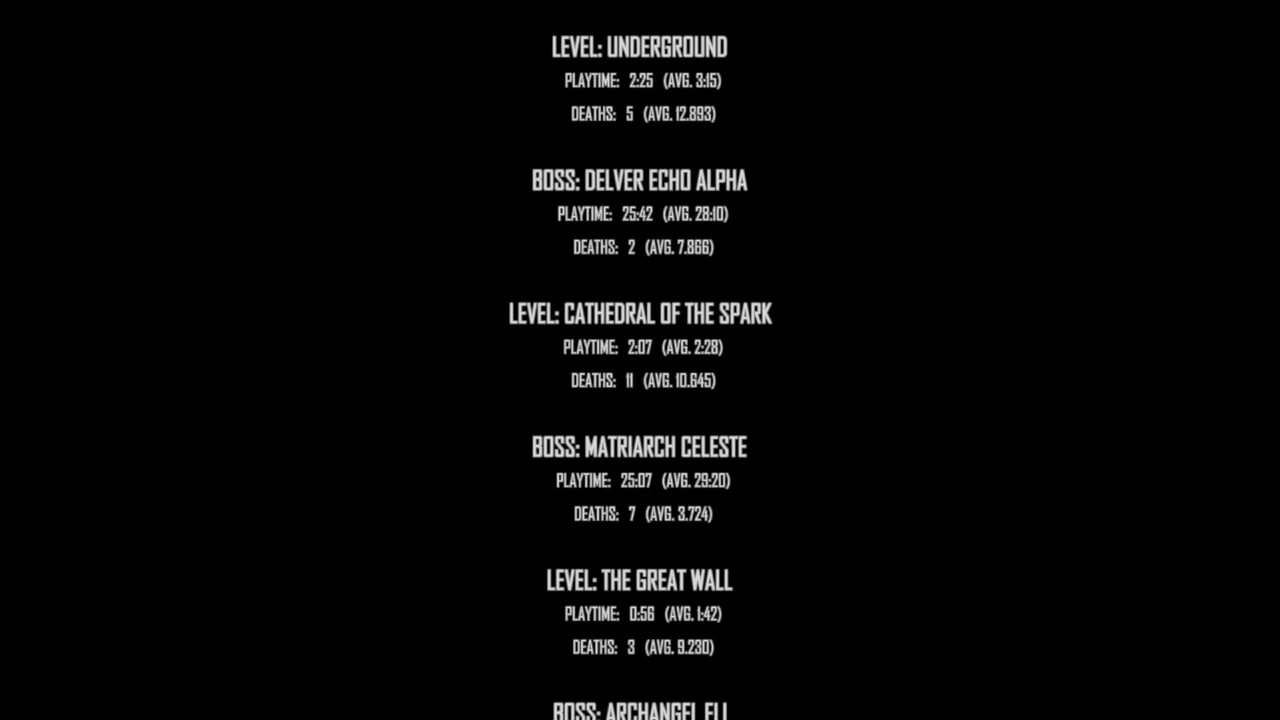 LEVEL: UNDERGROUND
PLAYTIME: 2:25 (AVG. 3:15)
DEATHS: 5 (AVG. 12.893)
BOSS: DELVER ECHO ALPHA
PLAYTIME: 25:42 (AVG. 28:10)
DEATHS: 2 (AVG. 7.866)
LEVEL: CATHEDRAL OF THE SPARK
PLAYTIME: 2:07 (AVG. 2:28)
DEATHS: 11 (AVG. 10.645)
BOSS: MATRIARCH CELESTE
PLAYTIME: 25:07 (AVG. 29:20)
DEATHS: 7 (AVG. 3.724)
LEVEL: THE GREAT WALL
PLAYTIME: 0:56 (AVG. 1:42)
DEATHS: 3 (AVG. 9.230)
BOSS: ARCHANGEL